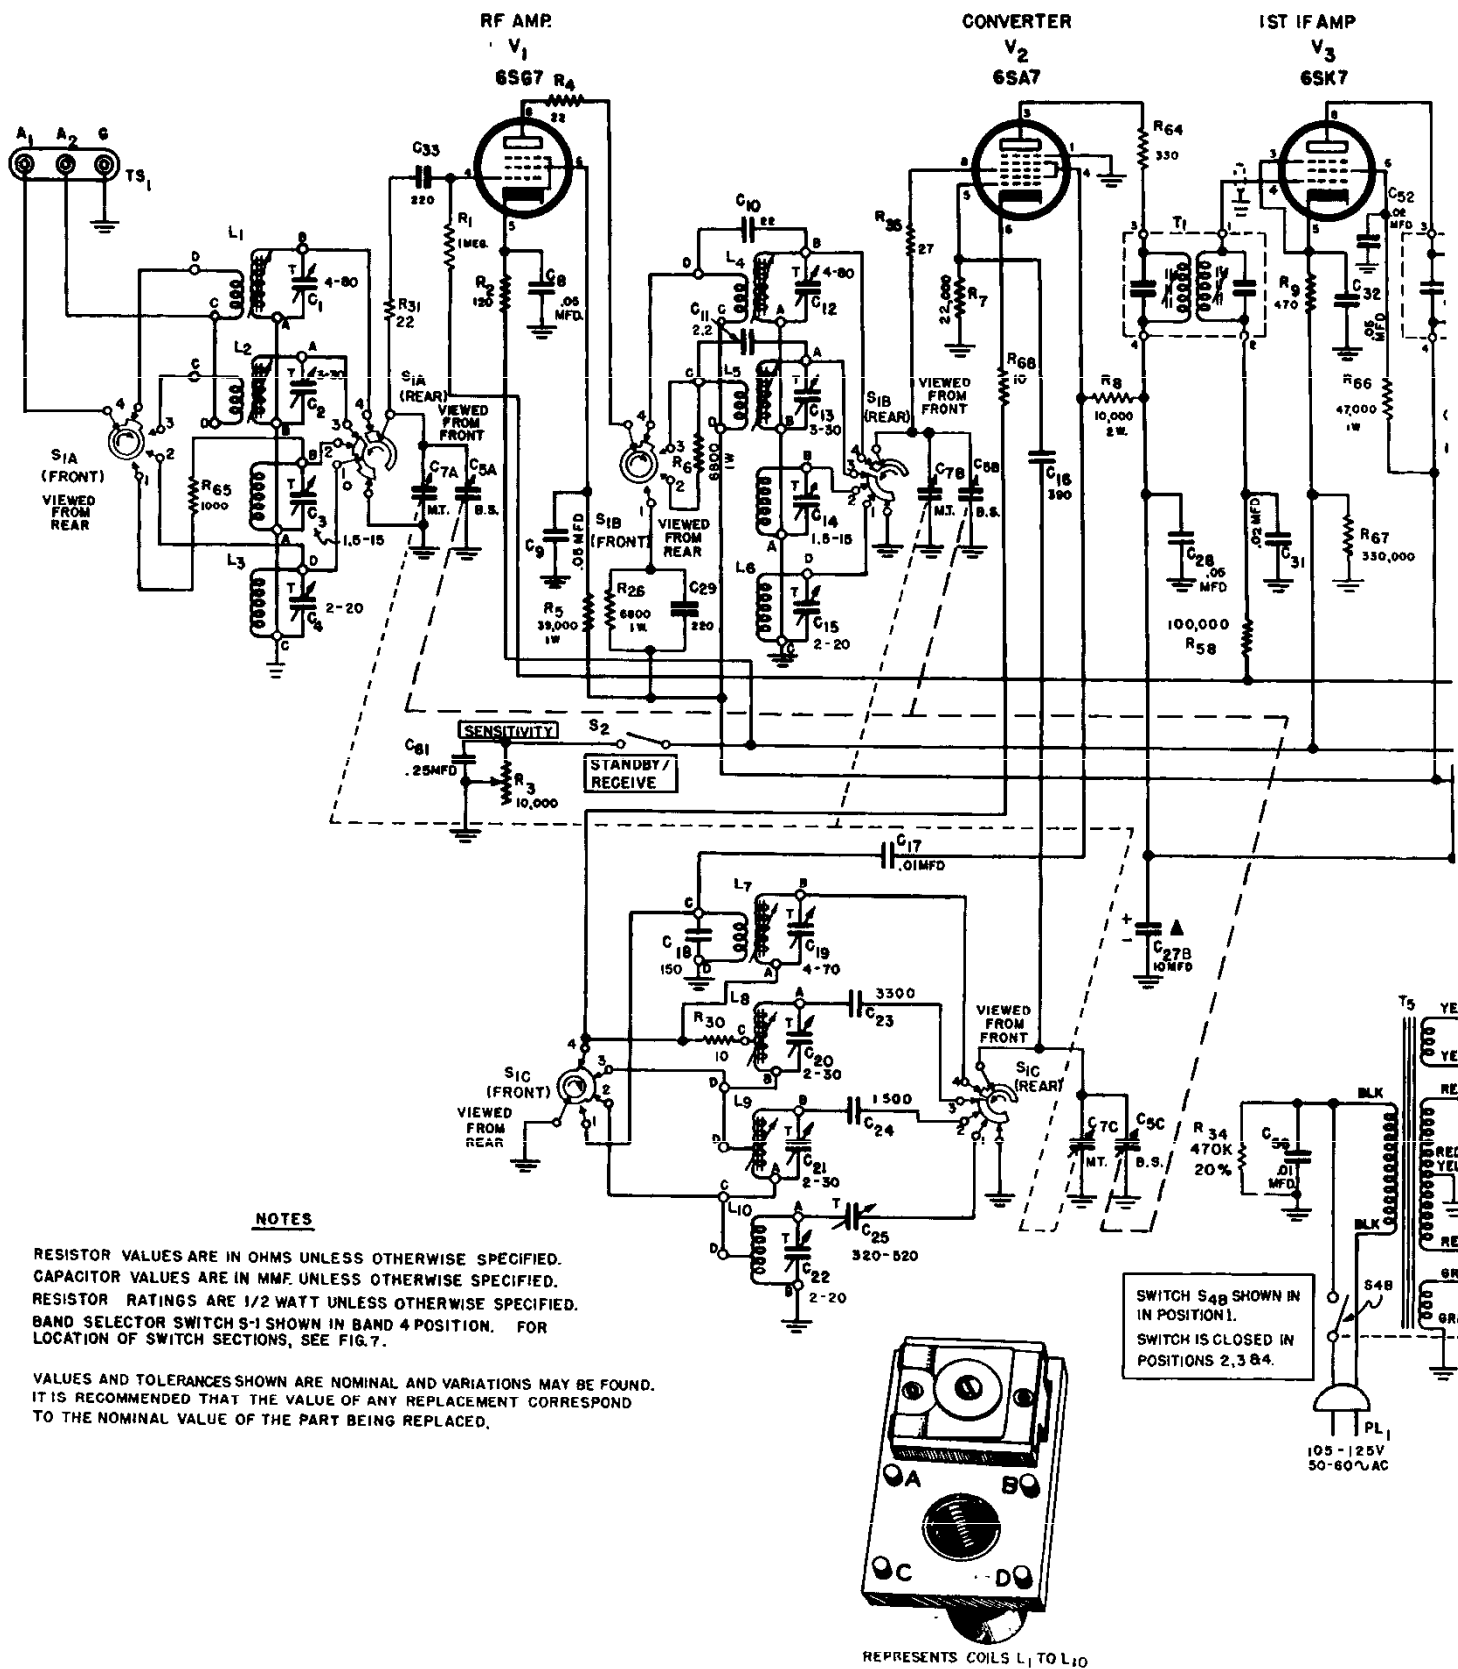 RF AMP.
V1
6SG7
CONVERTER
V2
6SA7
1ST IF AMP
V3
6SK7
A1 A2 G
TS1
R4
22
C33
220
R1
1 MEG.
R31
22
R2
120
C8
.05
MFD.
L1
4-80
C1
L2
3-30
C2
R65
1000
C3
1.5-15
L3
C4
2-20
S1A
(FRONT)
VIEWED
FROM
REAR
S1A
(REAR)
VIEWED
FROM
FRONT
C7A
M.T.
C5A
B.S.
C10
22
L4
4-80
C12
C11
2.2
L5
C13
3-30
R6
6800
1W
C14
1.5-15
L6
C15
2-20
S1B
(FRONT)
VIEWED
FROM
REAR
S1B
(REAR)
VIEWED
FROM
FRONT
C9
.05 MFD
R5
39,000
1W
R26
6800
1W.
C29
220
R35
27
22,000
R7
R68
10
C7B
M.T.
C5B
B.S.
C16
390
R64
330
T1
R8
10,000
2W.
C28
.05
MFD
.02 MFD
C31
100,000
R58
R9
470
C32
.05
MFD
C52
.02
MFD
R66
47,000
1W
R67
330,000
SENSITIVITY
C61
.25MFD
R3
10,000
S2
STANDBY/
RECEIVE
C17
.01MFD
L7
C18
150
C19
4-70
L8
R30
10
C20
2-30
3300
C23
L9
C21
2-30
1500
C24
L10
C22
2-20
C25
320-520
S1C
(FRONT)
VIEWED
FROM
REAR
VIEWED
FROM
FRONT
S1C
(REAR)
C7C
M.T.
C5C
B.S.
C27B
10MFD
T5
BLK
BLK
R34
470K
20%
.01
MFD.
S4B
PL1
105-125V
50-60∿AC
SWITCH S4B SHOWN IN
IN POSITION 1.
SWITCH IS CLOSED IN
POSITIONS 2,3&4.
NOTES
RESISTOR VALUES ARE IN OHMS UNLESS OTHERWISE SPECIFIED.
CAPACITOR VALUES ARE IN MMF. UNLESS OTHERWISE SPECIFIED.
RESISTOR RATINGS ARE 1/2 WATT UNLESS OTHERWISE SPECIFIED.
BAND SELECTOR SWITCH S-1 SHOWN IN BAND 4 POSITION. FOR
LOCATION OF SWITCH SECTIONS, SEE FIG.7.
VALUES AND TOLERANCES SHOWN ARE NOMINAL AND VARIATIONS MAY BE FOUND.
IT IS RECOMMENDED THAT THE VALUE OF ANY REPLACEMENT CORRESPOND
TO THE NOMINAL VALUE OF THE PART BEING REPLACED.
A B
C D
REPRESENTS COILS L1 TO L10